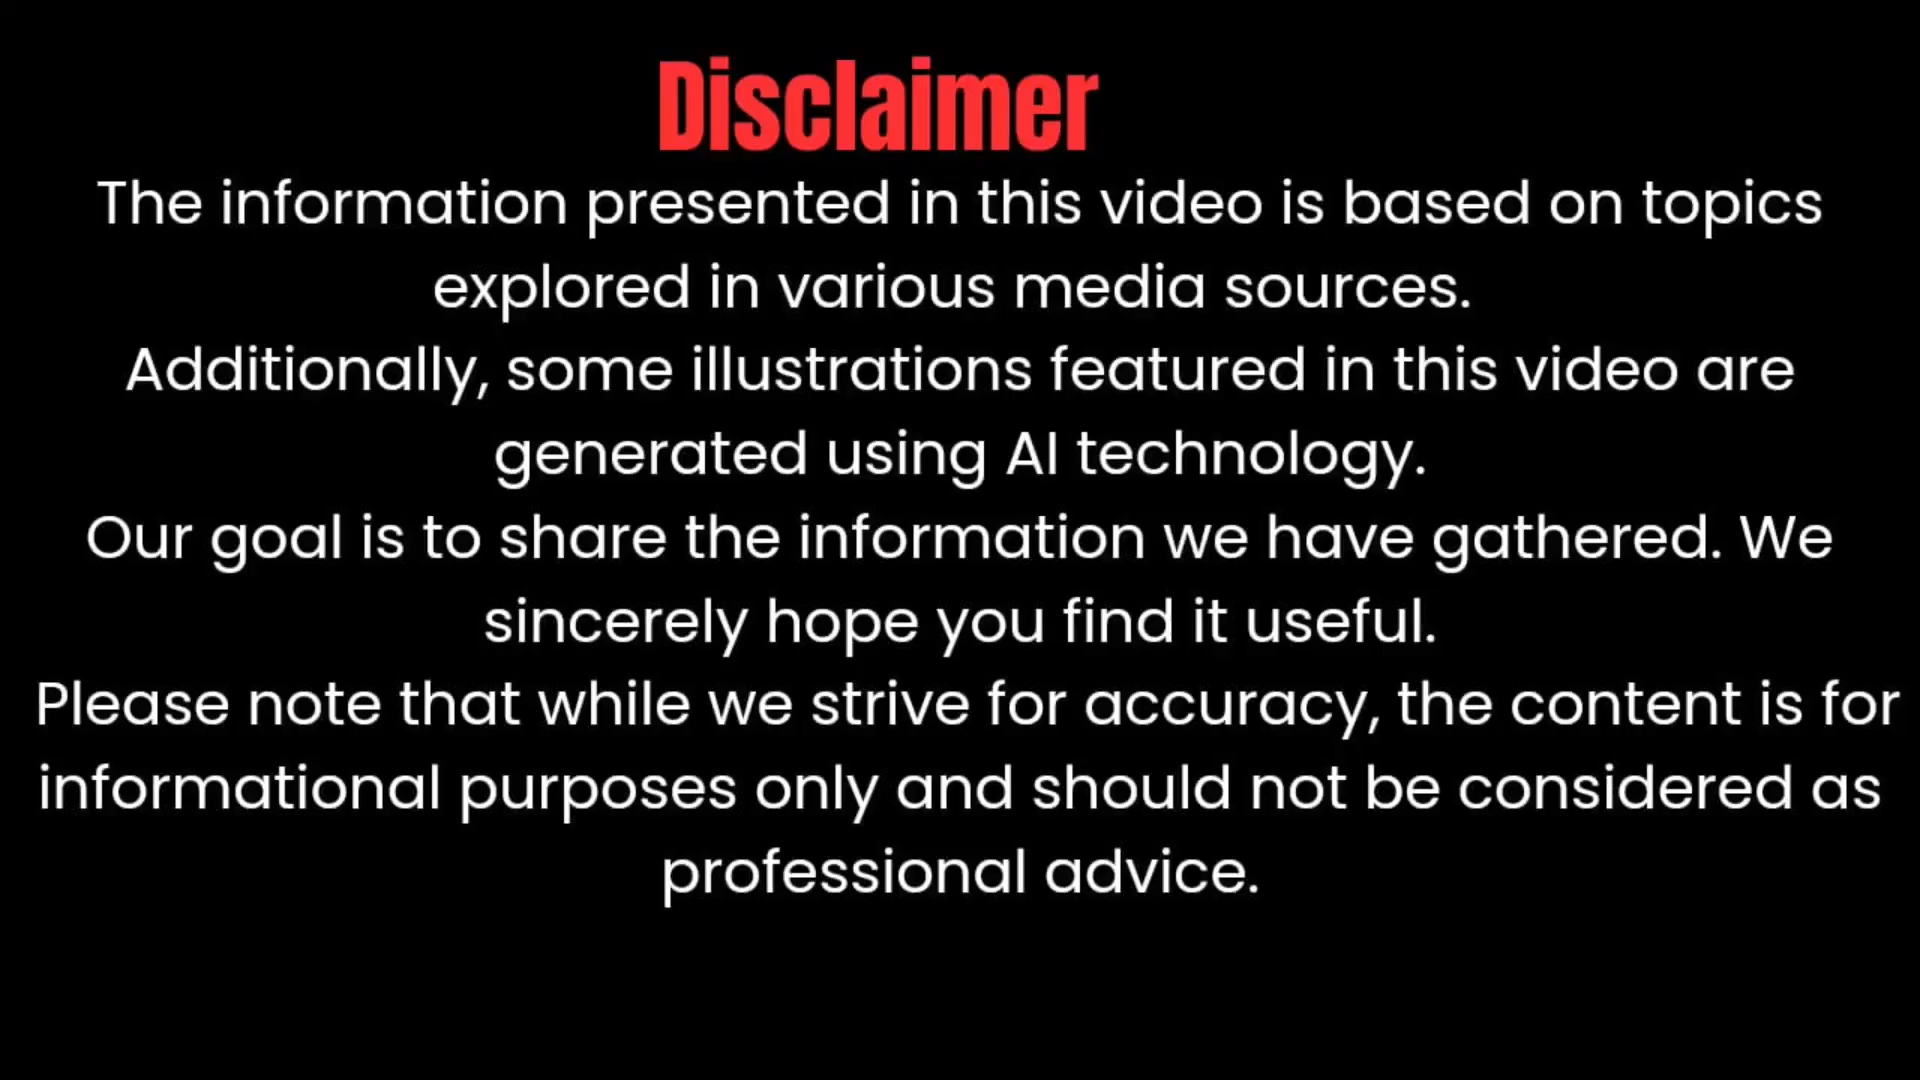 Disclaimer
The information presented in this video is based on topics
explored in various media sources.
Additionally, some illustrations featured in this video are
generated using AI technology.
Our goal is to share the information we have gathered. We
sincerely hope you find it useful.
Please note that while we strive for accuracy, the content is for
informational purposes only and should not be considered as
professional advice.